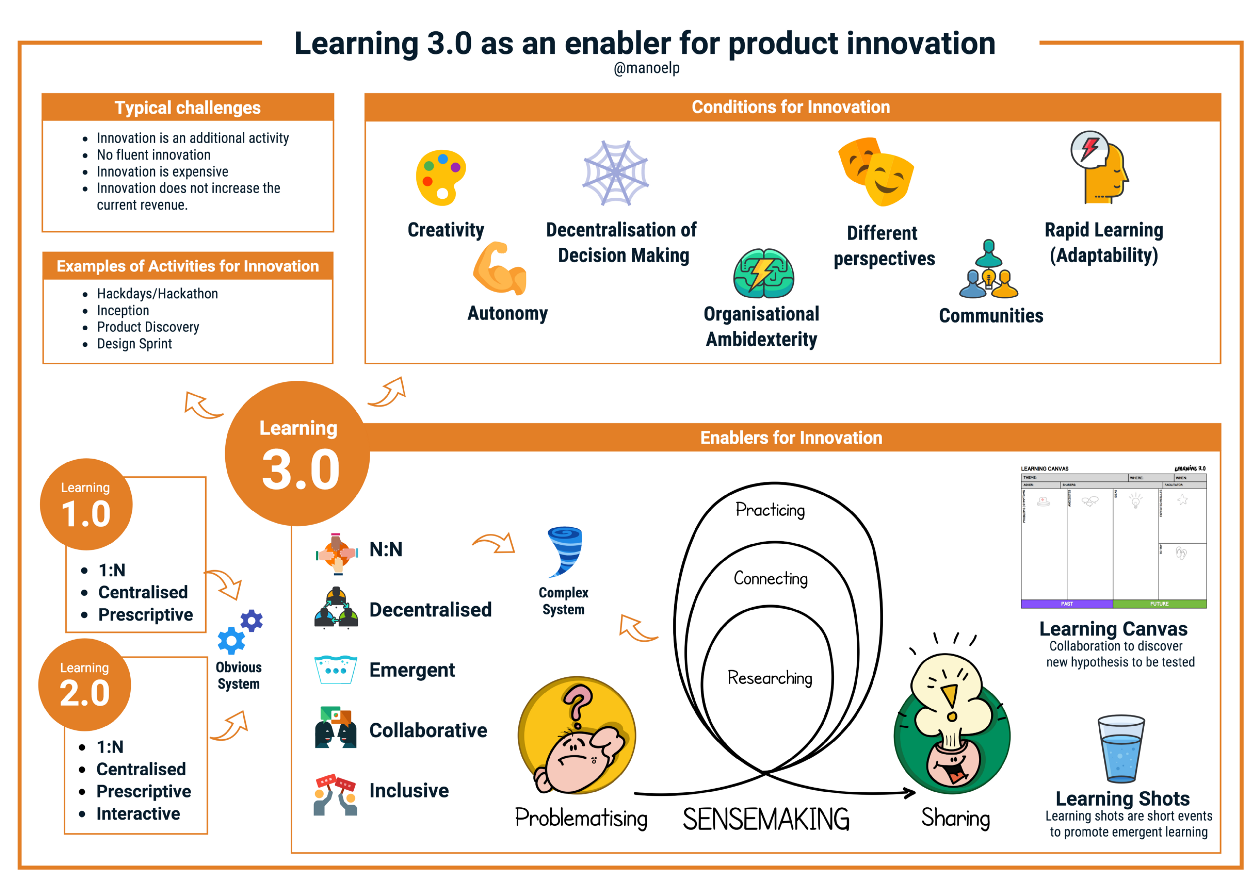 Learning 3.0 as an enabler for product innovation
@manoelp
Typical challenges
• Innovation is an additional activity
• No fluent innovation
• Innovation is expensive
• Innovation does not increase the
current revenue.
Examples of Activities for Innovation
• Hackdays/Hackathon
• Inception
• Product Discovery
• Design Sprint
Conditions for Innovation
Creativity
Autonomy
Decentralisation of
Decision Making
Organisational
Ambidexterity
Different
perspectives
Communities
Rapid Learning
(Adaptability)
Learning
3.0
Learning
1.0
• 1:N
• Centralised
• Prescriptive
Obvious
System
Learning
2.0
• 1:N
• Centralised
• Prescriptive
• Interactive
Enablers for Innovation
N:N
Decentralised
Emergent
Collaborative
Inclusive
Complex
System
Practicing
Connecting
Researching
?
Problematising
SENSEMAKING
Sharing
LEARNING CANVAS
LEARNING 3.0
THEME:
WHERE:
WHEN:
PAST
FUTURE
Learning Canvas
Collaboration to discover
new hypothesis to be tested
Learning Shots
Learning shots are short events
to promote emergent learning